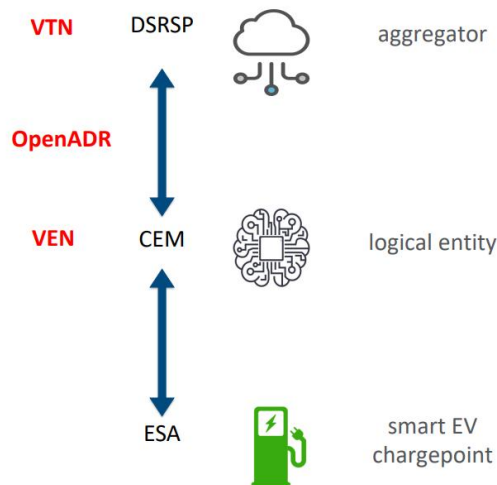 VTN DSRSP aggregator
OpenADR
VEN CEM logical entity
ESA smart EV
chargepoint